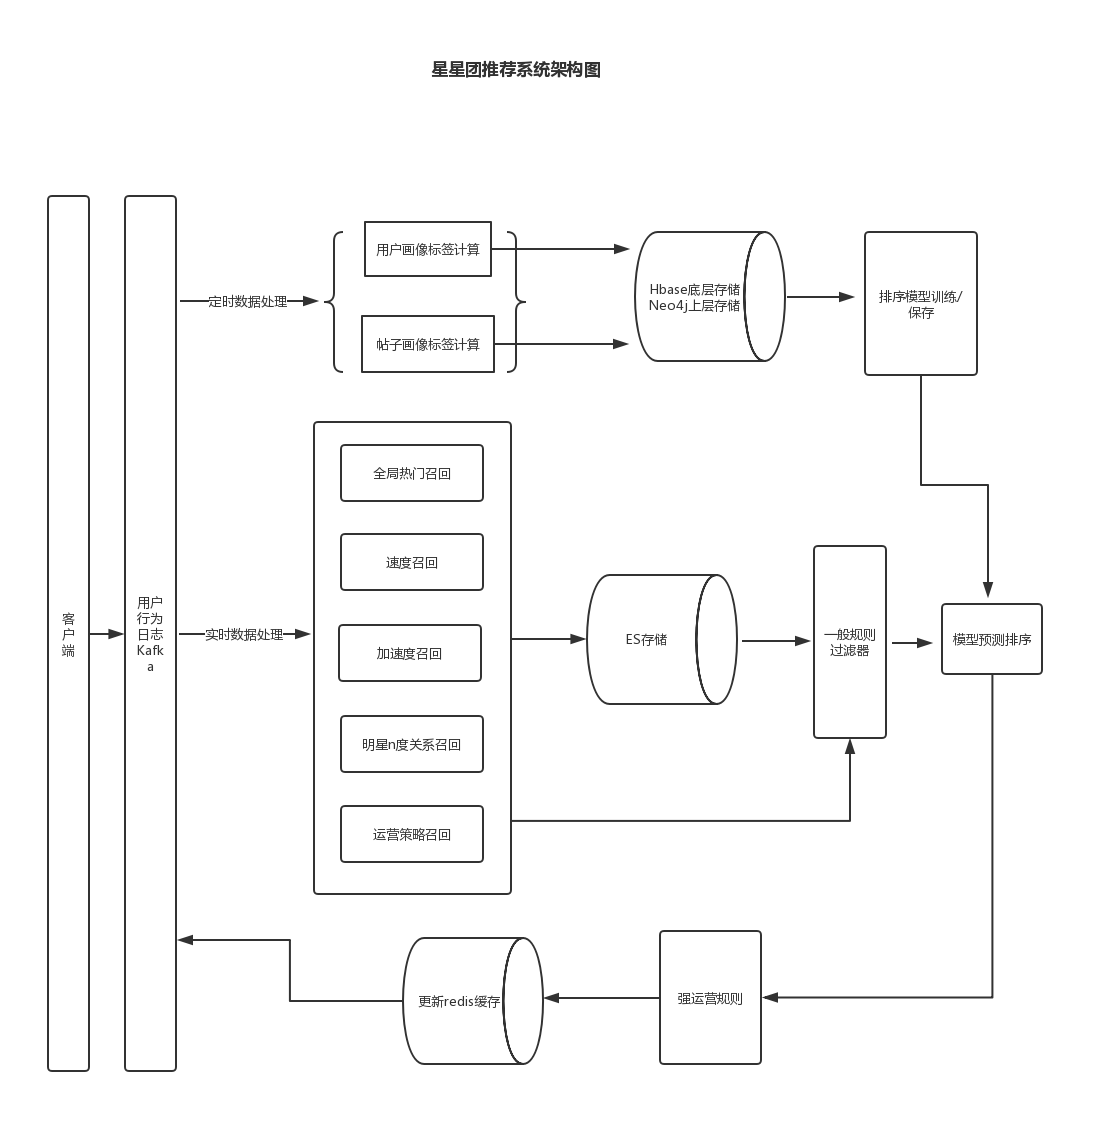 星星团推荐系统架构图
用户画像标签计算
定时数据处理
帖子画像标签计算
Hbase底层存储
Neo4j上层存储
排序模型训练/
保存
全局热门召回
速度召回
客
户
端
用户
行为
日志
Kafk
a
实时数据处理
加速度召回
明星n度关系召回
运营策略召回
ES存储
一般规则
过滤器
模型预测排序
强运营规则
更新redis缓存